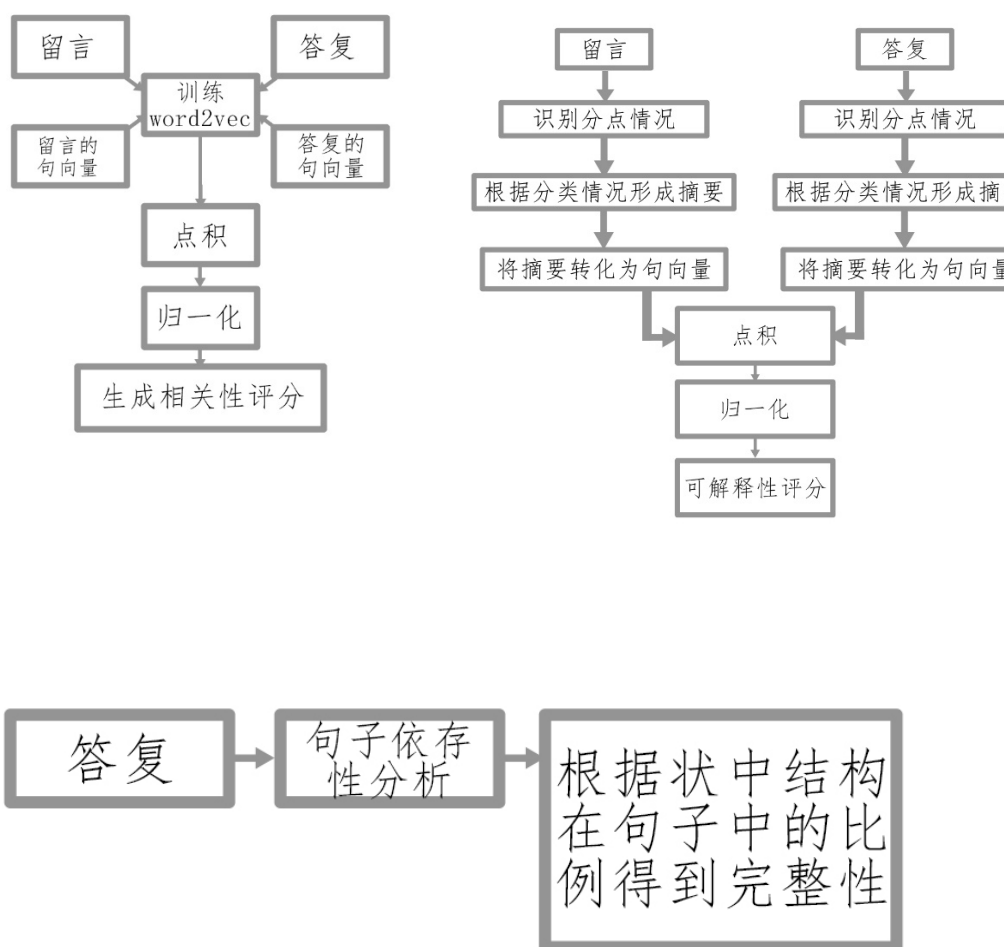 留言
答复
训练
word2vec
留言的
句向量
答复的
句向量
点积
归一化
生成相关性评分
留言
答复
识别分点情况
识别分点情况
根据分类情况形成摘要
根据分类情况形成摘
将摘要转化为句向量
将摘要转化为句向量
点积
归一化
可解释性评分
答复
句子依存
性分析
根据状中结构
在句子中的比
例得到完整性